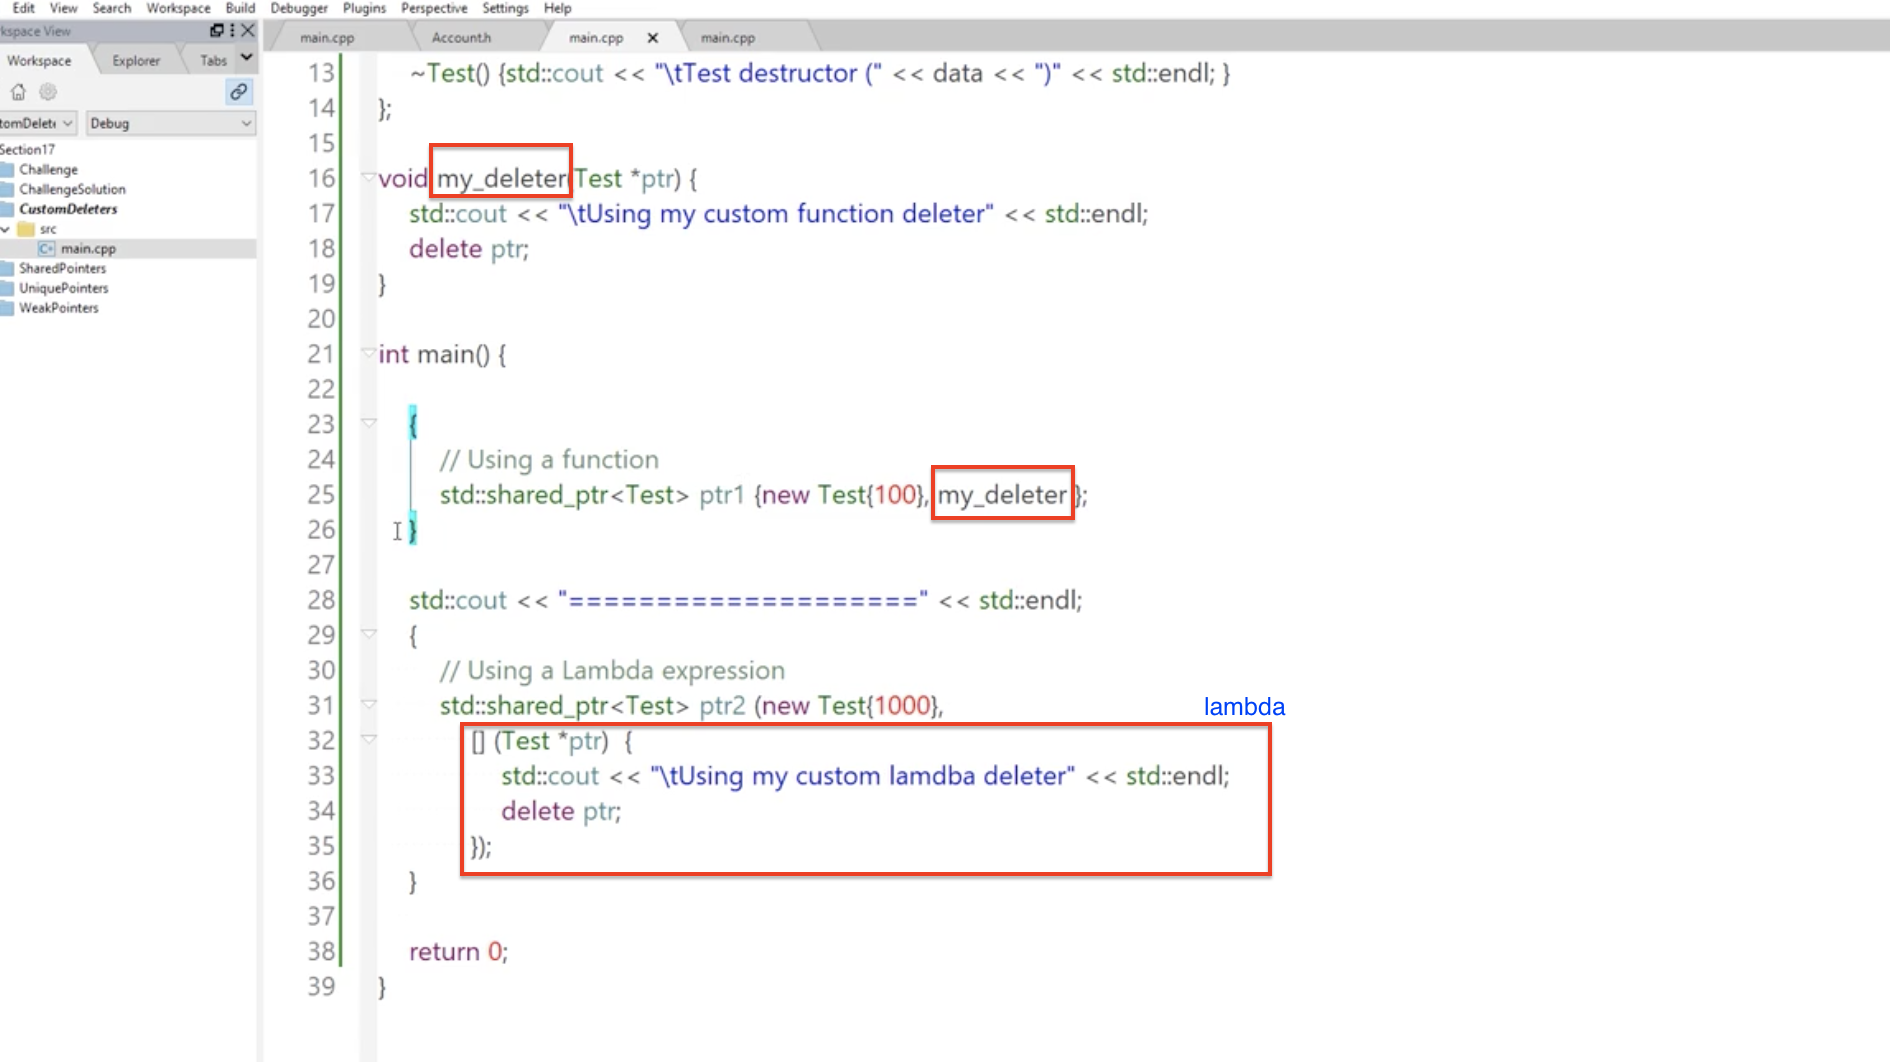 Edit View Search Workspace Build Debugger Plugins Perspective Settings Help
kspace View
main.cpp Account.h main.cpp main.cpp
Workspace Explorer Tabs
tomDelete Debug
Section17
Challenge
ChallengeSolution
CustomDeleters
src
main.cpp
SharedPointers
UniquePointers
WeakPointers
13 ~Test() {std::cout << "\tTest destructor (" << data << ")" << std::endl; }
14 };
15
16 void my_deleter(Test *ptr) {
17 std::cout << "\tUsing my custom function deleter" << std::endl;
18 delete ptr;
19 }
20
21 int main() {
22
23 {
24 // Using a function
25 std::shared_ptr<Test> ptr1 {new Test{100}, my_deleter };
26 }
27
28 std::cout << "====================" << std::endl;
29 {
30 // Using a Lambda expression
31 std::shared_ptr<Test> ptr2 (new Test{1000},
lambda
32 [] (Test *ptr) {
33 std::cout << "\tUsing my custom lamdba deleter" << std::endl;
34 delete ptr;
35 });
36 }
37
38 return 0;
39 }